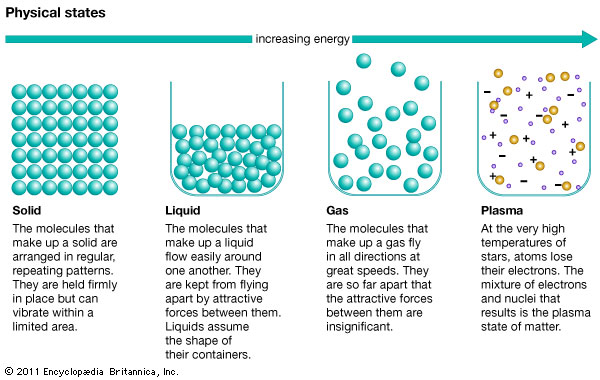 Physical states
increasing energy
Solid
The molecules that
make up a solid are
arranged in regular,
repeating patterns.
They are held firmly
in place but can
vibrate within a
limited area.
Liquid
The molecules that
make up a liquid
flow easily around
one another. They
are kept from flying
apart by attractive
forces between them.
Liquids assume
the shape of
their containers.
Gas
The molecules that
make up a gas fly
in all directions at
great speeds. They
are so far apart that
the attractive forces
between them are
insignificant.
Plasma
At the very high
temperatures of
stars, atoms lose
their electrons. The
mixture of electrons
and nuclei that
results is the plasma
state of matter.
© 2011 Encyclopædia Britannica, Inc.